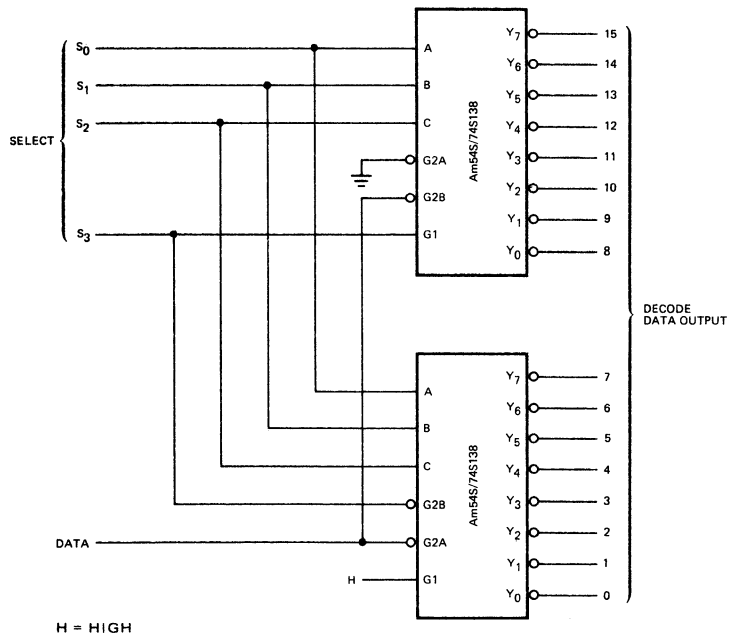 SELECT
S0
S1
S2
S3
A
B
C
G2A
G2B
G1
Am54S/74S138
Y7
15
Y6
14
Y5
13
Y4
12
Y3
11
Y2
10
Y1
9
Y0
8
DECODE
DATA OUTPUT
A
B
C
G2B
G2A
G1
DATA
H
Am54S/74S138
Y7
7
Y6
6
Y5
5
Y4
4
Y3
3
Y2
2
Y1
1
Y0
0
H = HIGH